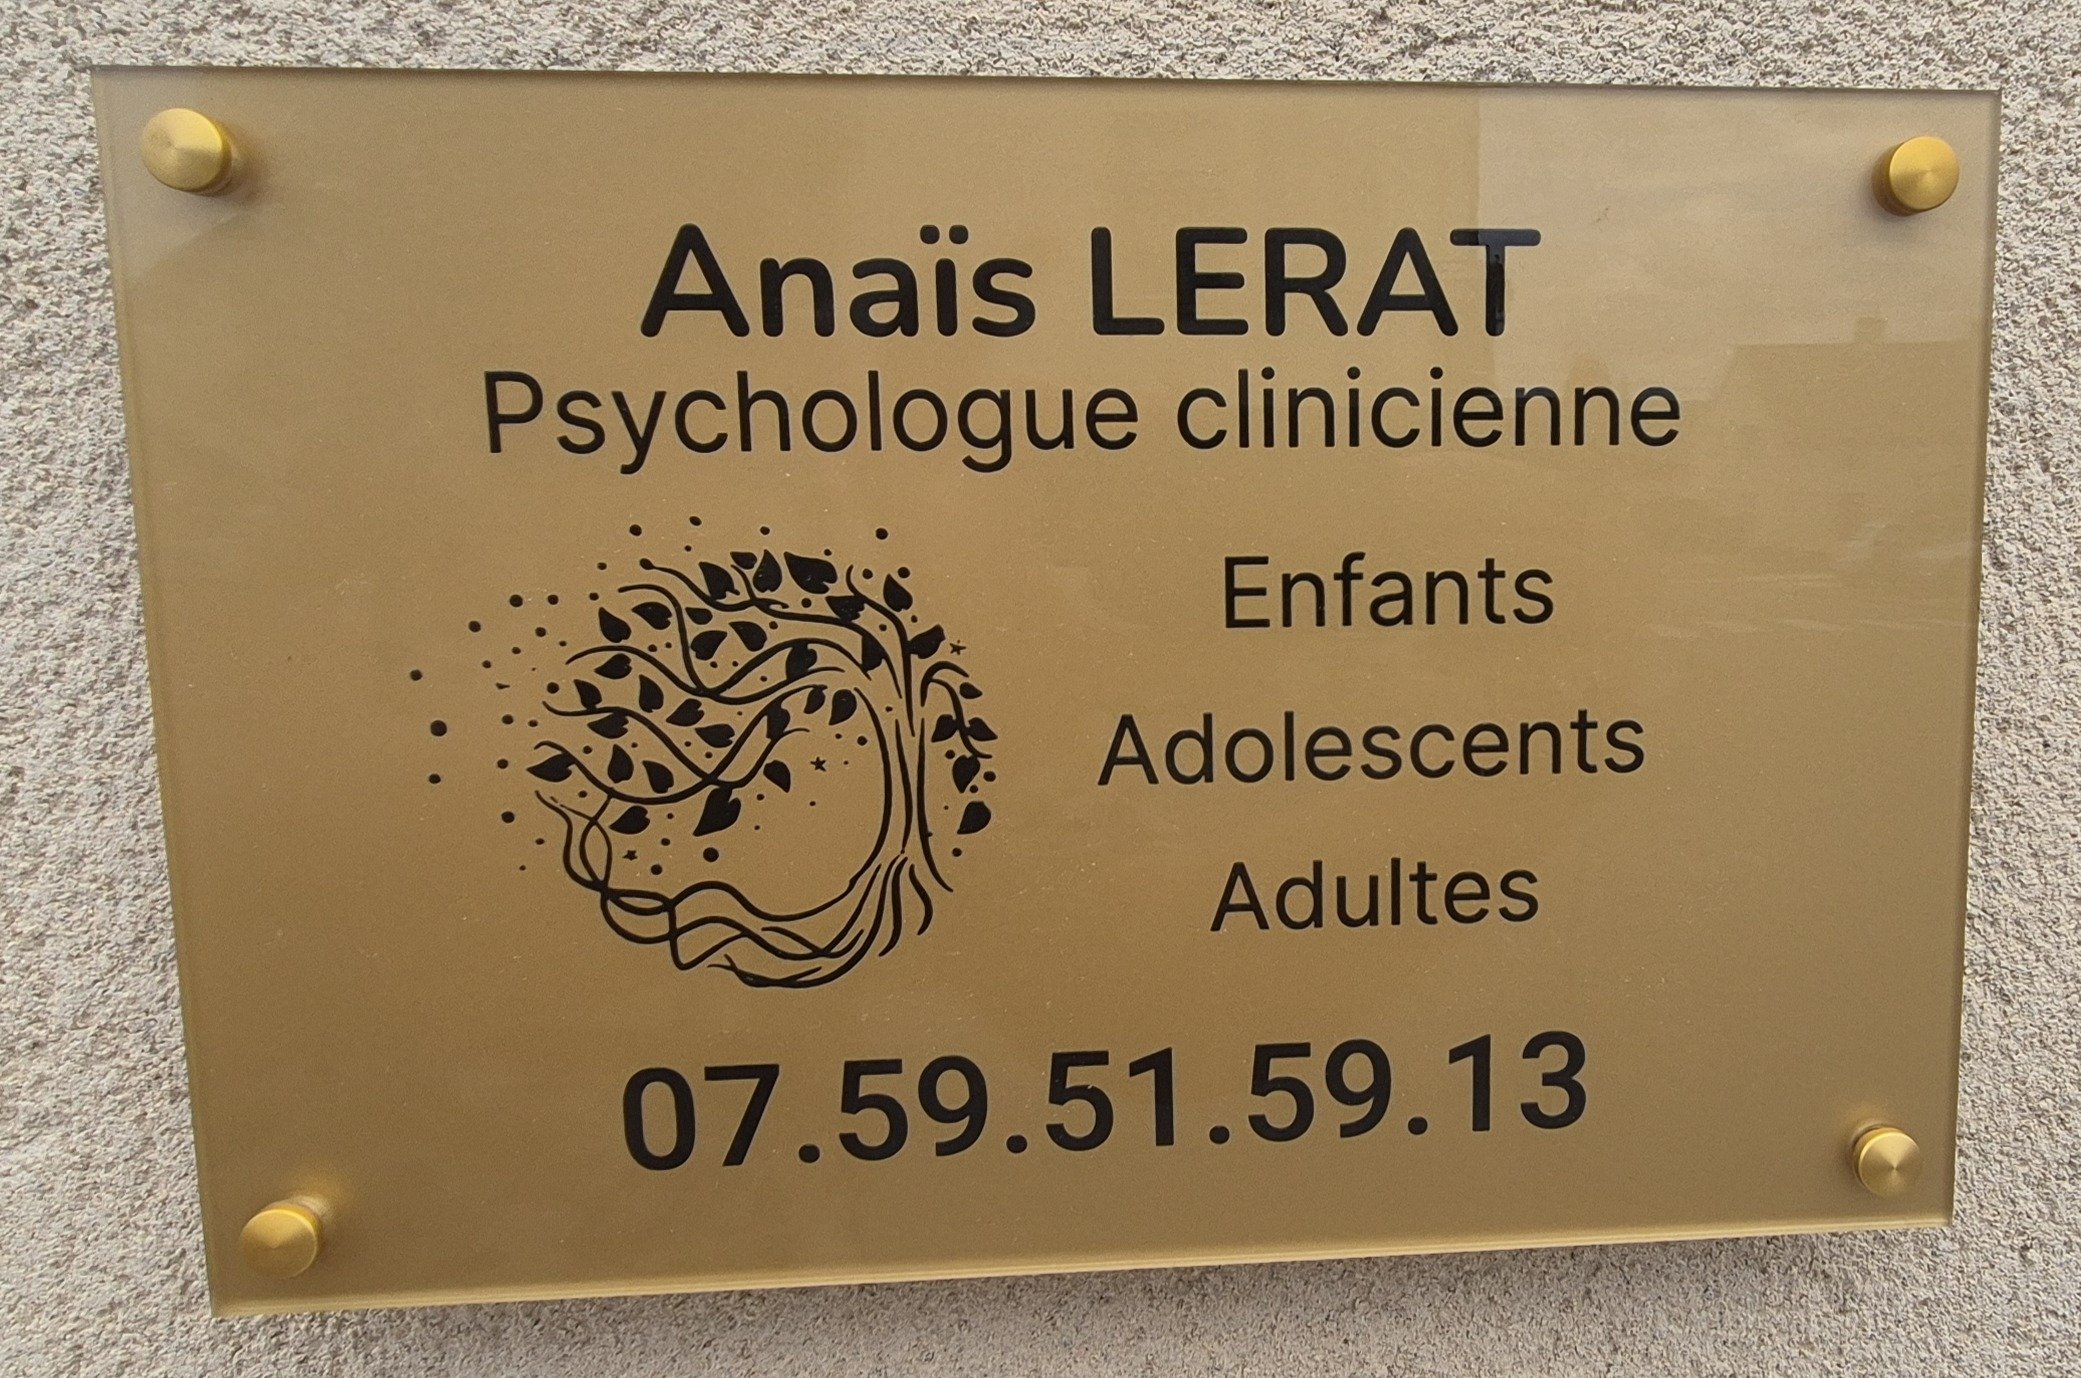 Anaïs LERAT
Psychologue clinicienne
Enfants
Adolescents
Adultes
07.59.51.59.13